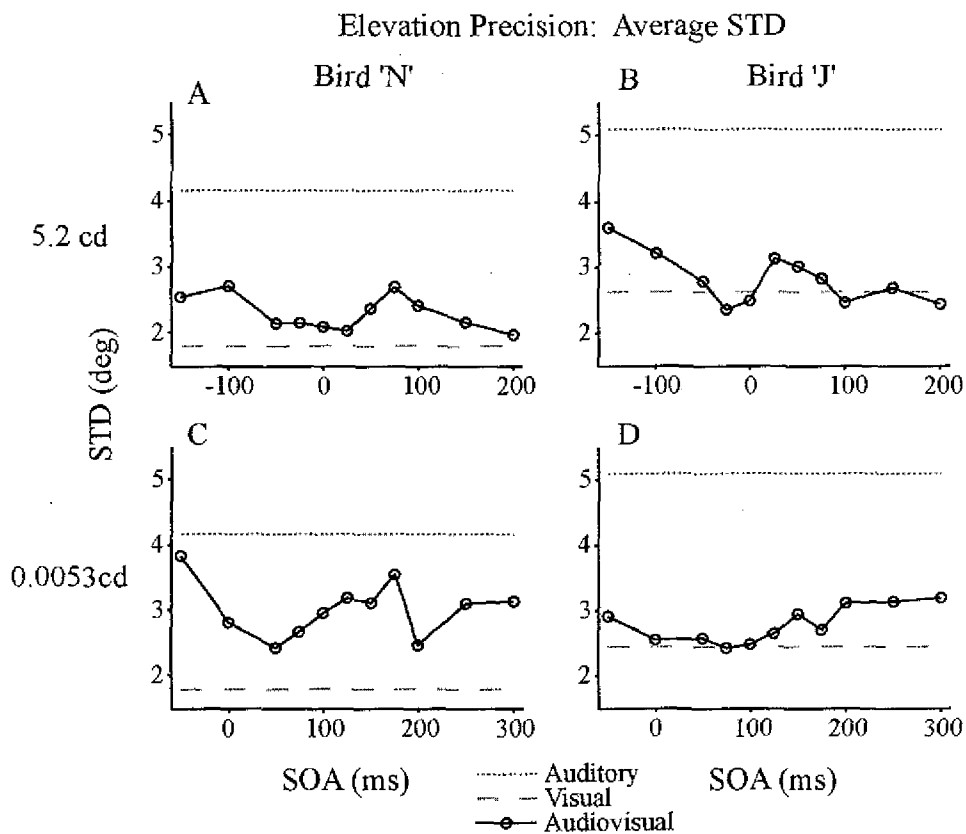 Elevation Precision: Average STD
Bird 'N'
Bird 'J'
A
5
4
3
2
-100 0 100 200
B
5
4
3
2
-100 0 100 200
5.2 cd
STD (deg)
C
5
4
3
2
0 100 200 300
D
5
4
3
2
0 100 200 300
0.0053cd
SOA (ms)
SOA (ms)
Auditory
Visual
Audiovisual